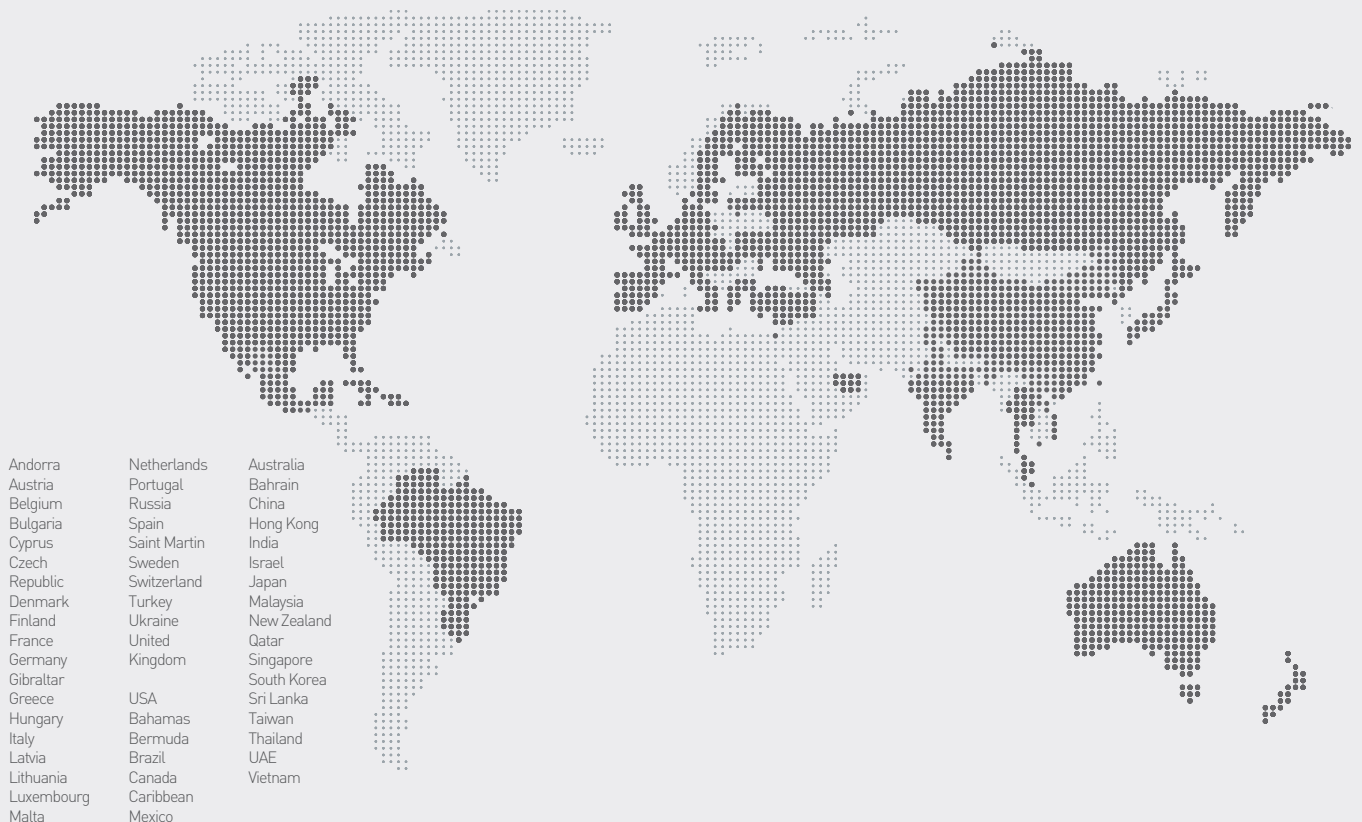 Andorra
Austria
Belgium
Bulgaria
Cyprus
Czech
Republic
Denmark
Finland
France
Germany
Gibraltar
Greece
Hungary
Italy
Latvia
Lithuania
Luxembourg
Malta
Netherlands
Portugal
Russia
Spain
Saint Martin
Sweden
Switzerland
Turkey
Ukraine
United
Kingdom
USA
Bahamas
Bermuda
Brazil
Canada
Caribbean
Mexico
Australia
Bahrain
China
Hong Kong
India
Israel
Japan
Malaysia
New Zealand
Qatar
Singapore
South Korea
Sri Lanka
Taiwan
Thailand
UAE
Vietnam